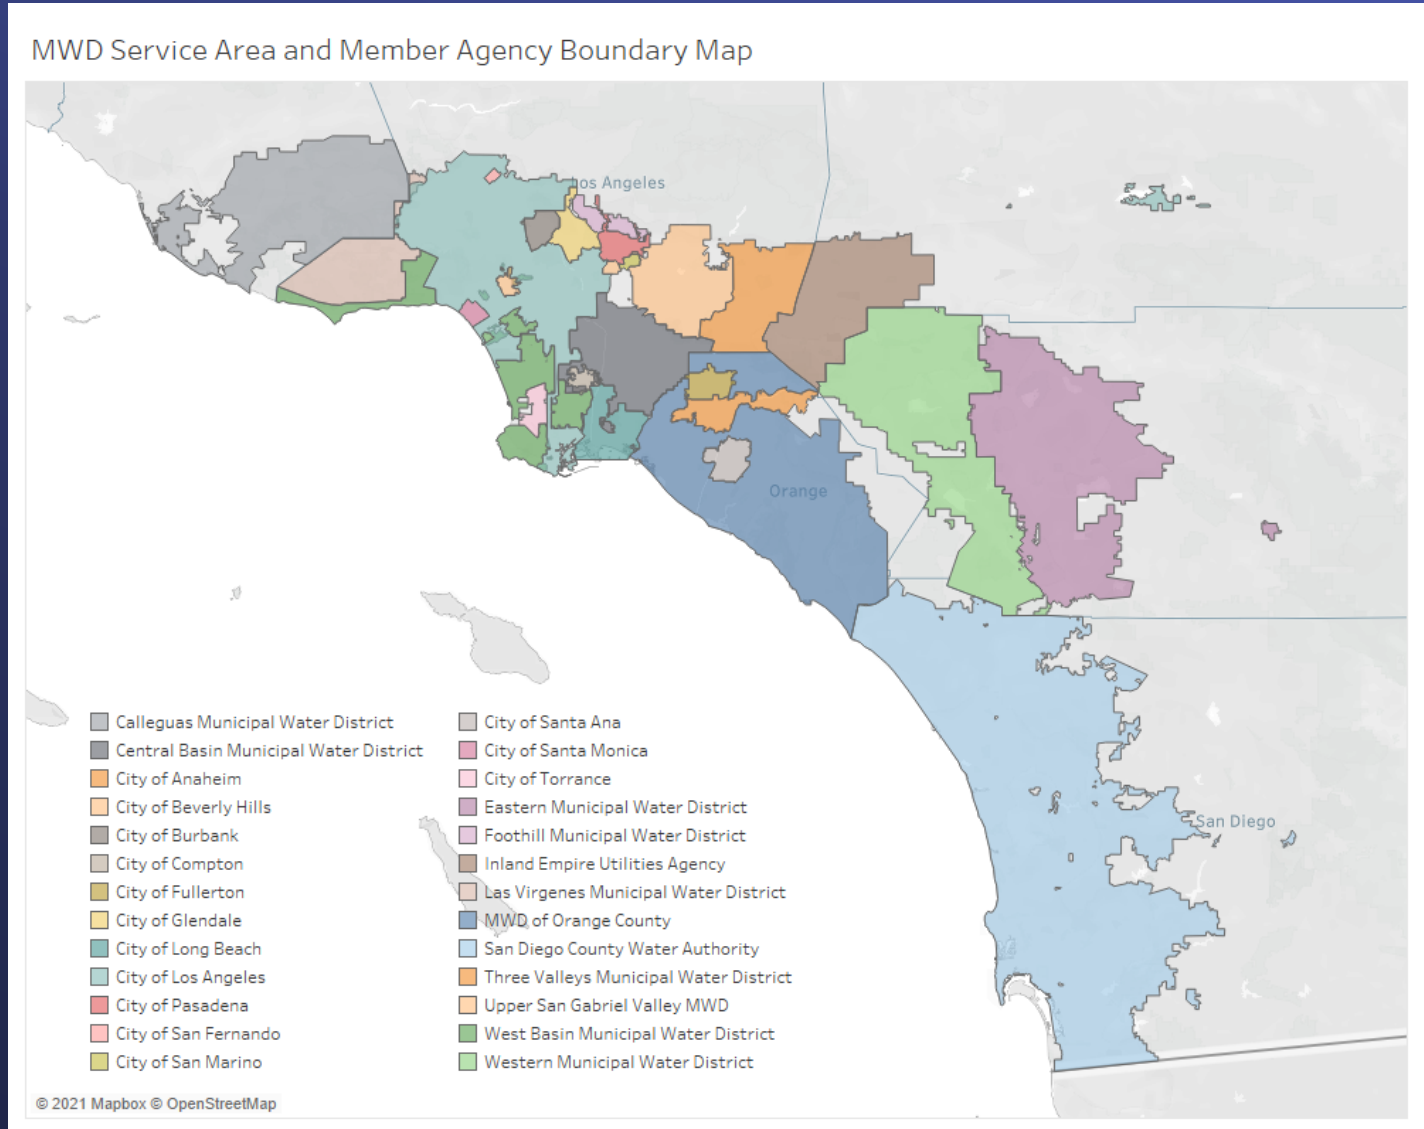 MWD Service Area and Member Agency Boundary Map
Los Angeles
Orange
San Diego
Calleguas Municipal Water District
Central Basin Municipal Water District
City of Anaheim
City of Beverly Hills
City of Burbank
City of Compton
City of Fullerton
City of Glendale
City of Long Beach
City of Los Angeles
City of Pasadena
City of San Fernando
City of San Marino
City of Santa Ana
City of Santa Monica
City of Torrance
Eastern Municipal Water District
Foothill Municipal Water District
Inland Empire Utilities Agency
Las Virgenes Municipal Water District
MWD of Orange County
San Diego County Water Authority
Three Valleys Municipal Water District
Upper San Gabriel Valley MWD
West Basin Municipal Water District
Western Municipal Water District
© 2021 Mapbox © OpenStreetMap